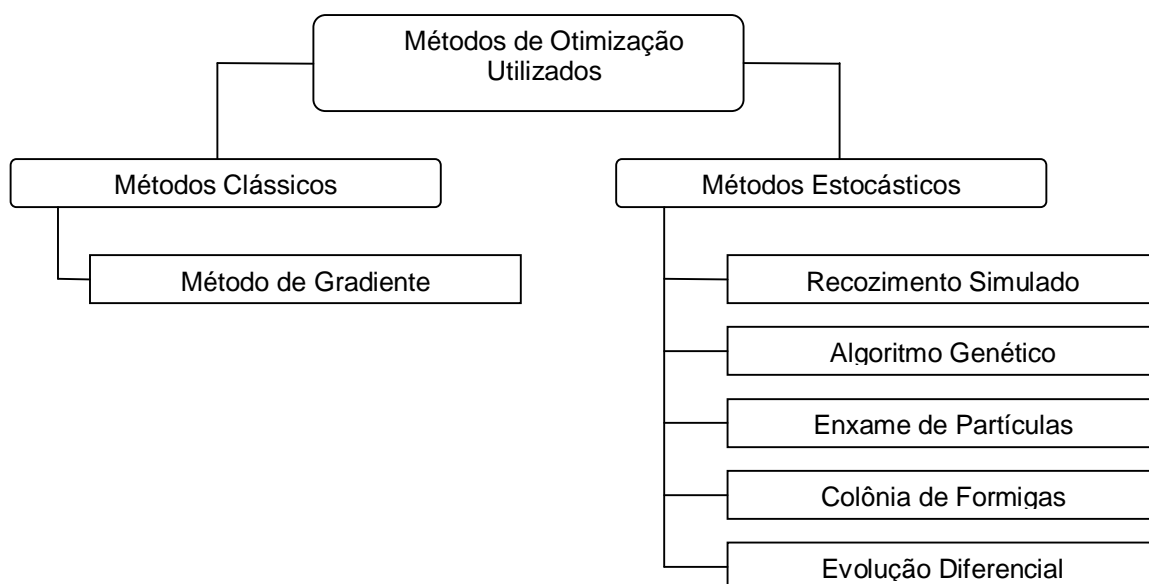 Métodos de Otimização
Utilizados
Métodos Clássicos
Método de Gradiente
Métodos Estocásticos
Recozimento Simulado
Algoritmo Genético
Enxame de Partículas
Colônia de Formigas
Evolução Diferencial